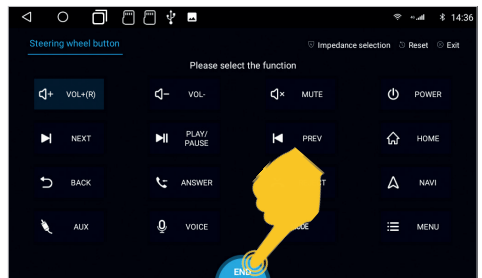 14:36
Steering wheel button
Impedance selection Reset Exit
Please select the function
VOL+(R) VOL- MUTE POWER
NEXT PLAY/PAUSE PREV HOME
BACK ANSWER NAVI
AUX VOICE MENU
END